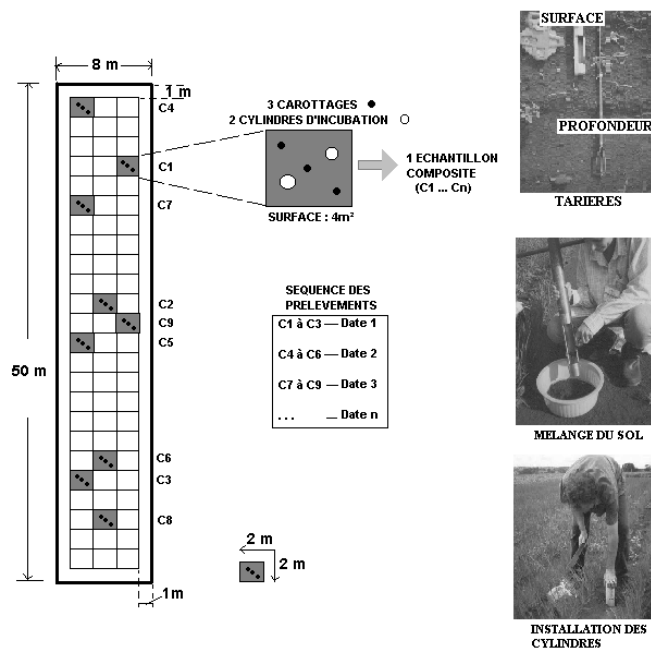 8 m
1 m
50 m
C4
C1
C7
C2
C9
C5
C6
C3
C8
1m
3 CAROTTAGES
2 CYLINDRES D'INCUBATION
SURFACE : 4m²
1 ECHANTILLON
COMPOSITE
(C1 ... Cn)
SEQUENCE DES
PRELEVEMENTS
C1 à C3 — Date 1
C4 à C6 — Date 2
C7 à C9 — Date 3
. . . — Date n
2 m
2 m
SURFACE
PROFONDEUR
TARIERES
MELANGE DU SOL
INSTALLATION DES
CYLINDRES